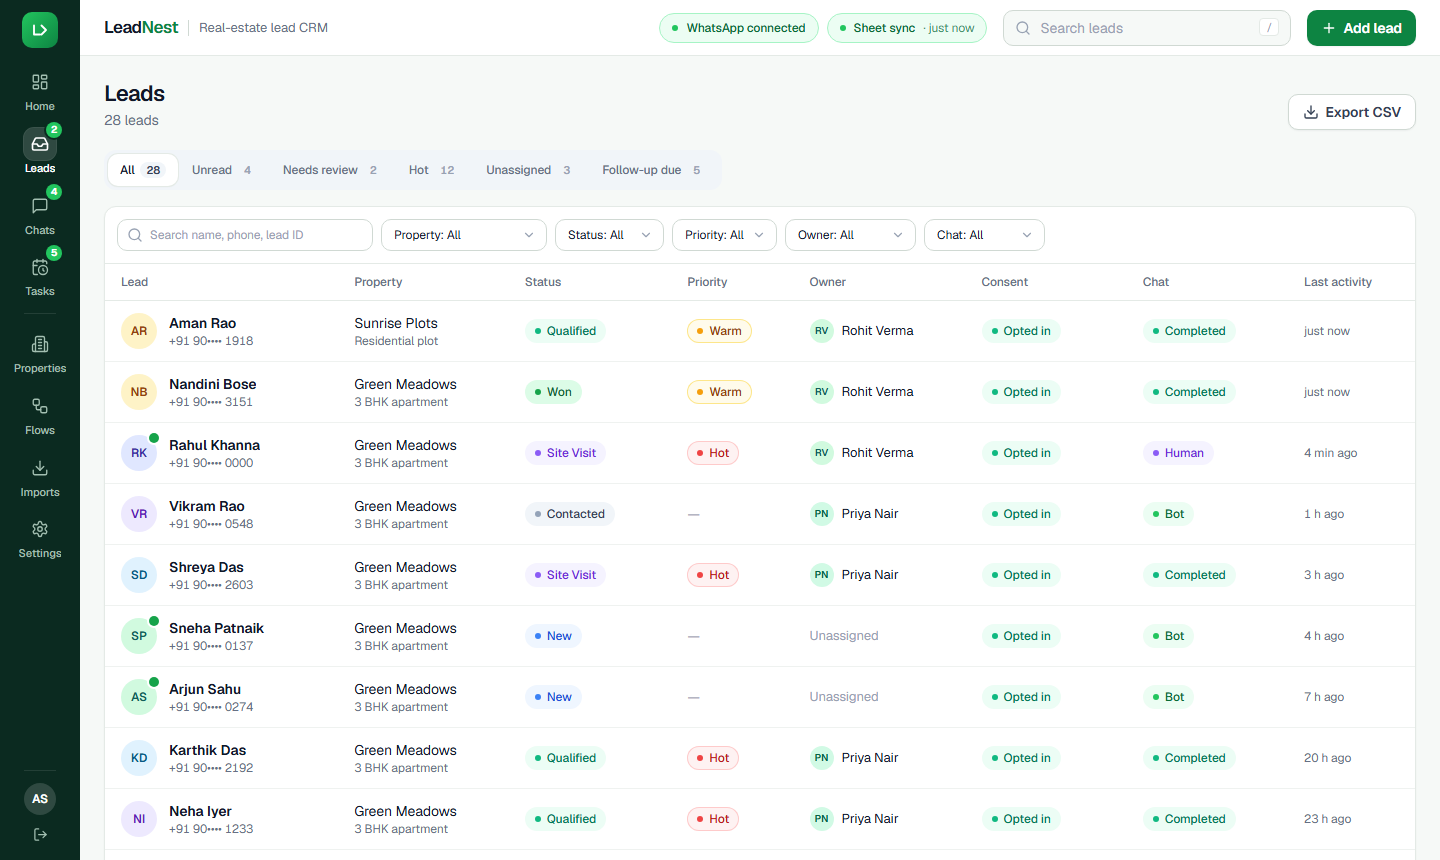 LeadNest
Real-estate lead CRM
WhatsApp connected
Sheet sync · just now
Search leads
/
Add lead
Home
2
Leads
4
Chats
5
Tasks
Properties
Flows
Imports
Settings
AS
Leads
28 leads
Export CSV
All 28
Unread 4
Needs review 2
Hot 12
Unassigned 3
Follow-up due 5
Search name, phone, lead ID
Property: All
Status: All
Priority: All
Owner: All
Chat: All
Lead Property Status Priority Owner Consent Chat Last activity
AR Aman Rao Sunrise Plots Qualified Warm RV Rohit Verma Opted in Completed just now
+91 90•••• 1918 Residential plot
NB Nandini Bose Green Meadows Won Warm RV Rohit Verma Opted in Completed just now
+91 90•••• 3151 3 BHK apartment
RK Rahul Khanna Green Meadows Site Visit Hot RV Rohit Verma Opted in Human 4 min ago
+91 90•••• 0000 3 BHK apartment
VR Vikram Rao Green Meadows Contacted — PN Priya Nair Opted in Bot 1 h ago
+91 90•••• 0548 3 BHK apartment
SD Shreya Das Green Meadows Site Visit Hot PN Priya Nair Opted in Completed 3 h ago
+91 90•••• 2603 3 BHK apartment
SP Sneha Patnaik Green Meadows New — Unassigned Opted in Bot 4 h ago
+91 90•••• 0137 3 BHK apartment
AS Arjun Sahu Green Meadows New — Unassigned Opted in Bot 7 h ago
+91 90•••• 0274 3 BHK apartment
KD Karthik Das Green Meadows Qualified Hot PN Priya Nair Opted in Completed 20 h ago
+91 90•••• 2192 3 BHK apartment
NI Neha Iyer Green Meadows Qualified Hot PN Priya Nair Opted in Completed 23 h ago
+91 90•••• 1233 3 BHK apartment